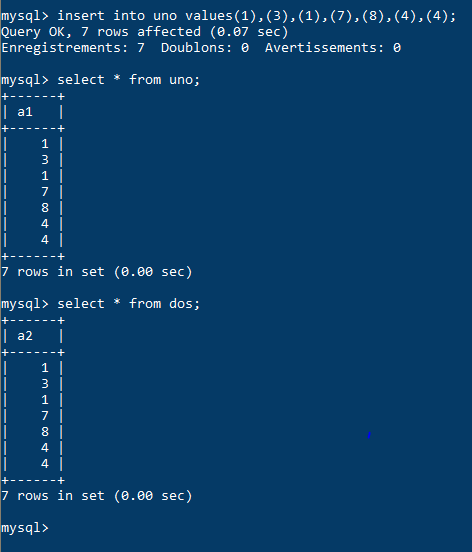 mysql> insert into uno values(1),(3),(1),(7),(8),(4),(4);
Query OK, 7 rows affected (0.07 sec)
Enregistrements: 7  Doublons: 0  Avertissements: 0
mysql> select * from uno;
+------+
| a1   |
+------+
|    1 |
|    3 |
|    1 |
|    7 |
|    8 |
|    4 |
|    4 |
+------+
7 rows in set (0.00 sec)
mysql> select * from dos;
+------+
| a2   |
+------+
|    1 |
|    3 |
|    1 |
|    7 |
|    8 |
|    4 |
|    4 |
+------+
7 rows in set (0.00 sec)
mysql>